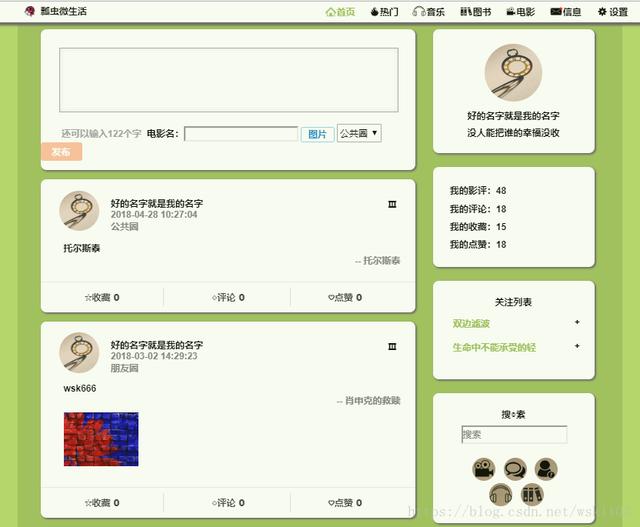 瓢虫微生活
首页 热门 音乐 图书 电影 信息 设置
还可以输入122个字 电影名： 图片 公共圈
发布
好的名字就是我的名字
2018-04-28 10:27:04
公共圈
托尔斯泰
-- 托尔斯泰
收藏 0 评论 0 点赞 0
好的名字就是我的名字
2018-03-02 14:29:23
朋友圈
wsk666
-- 肖申克的救赎
收藏 0 评论 0 点赞 0
好的名字就是我的名字
没人能把谁的幸福没收
我的影评：48
我的评论：18
我的收藏：15
我的点赞：18
关注列表
双边滤波 +
生命中不能承受的轻 +
搜索
搜索